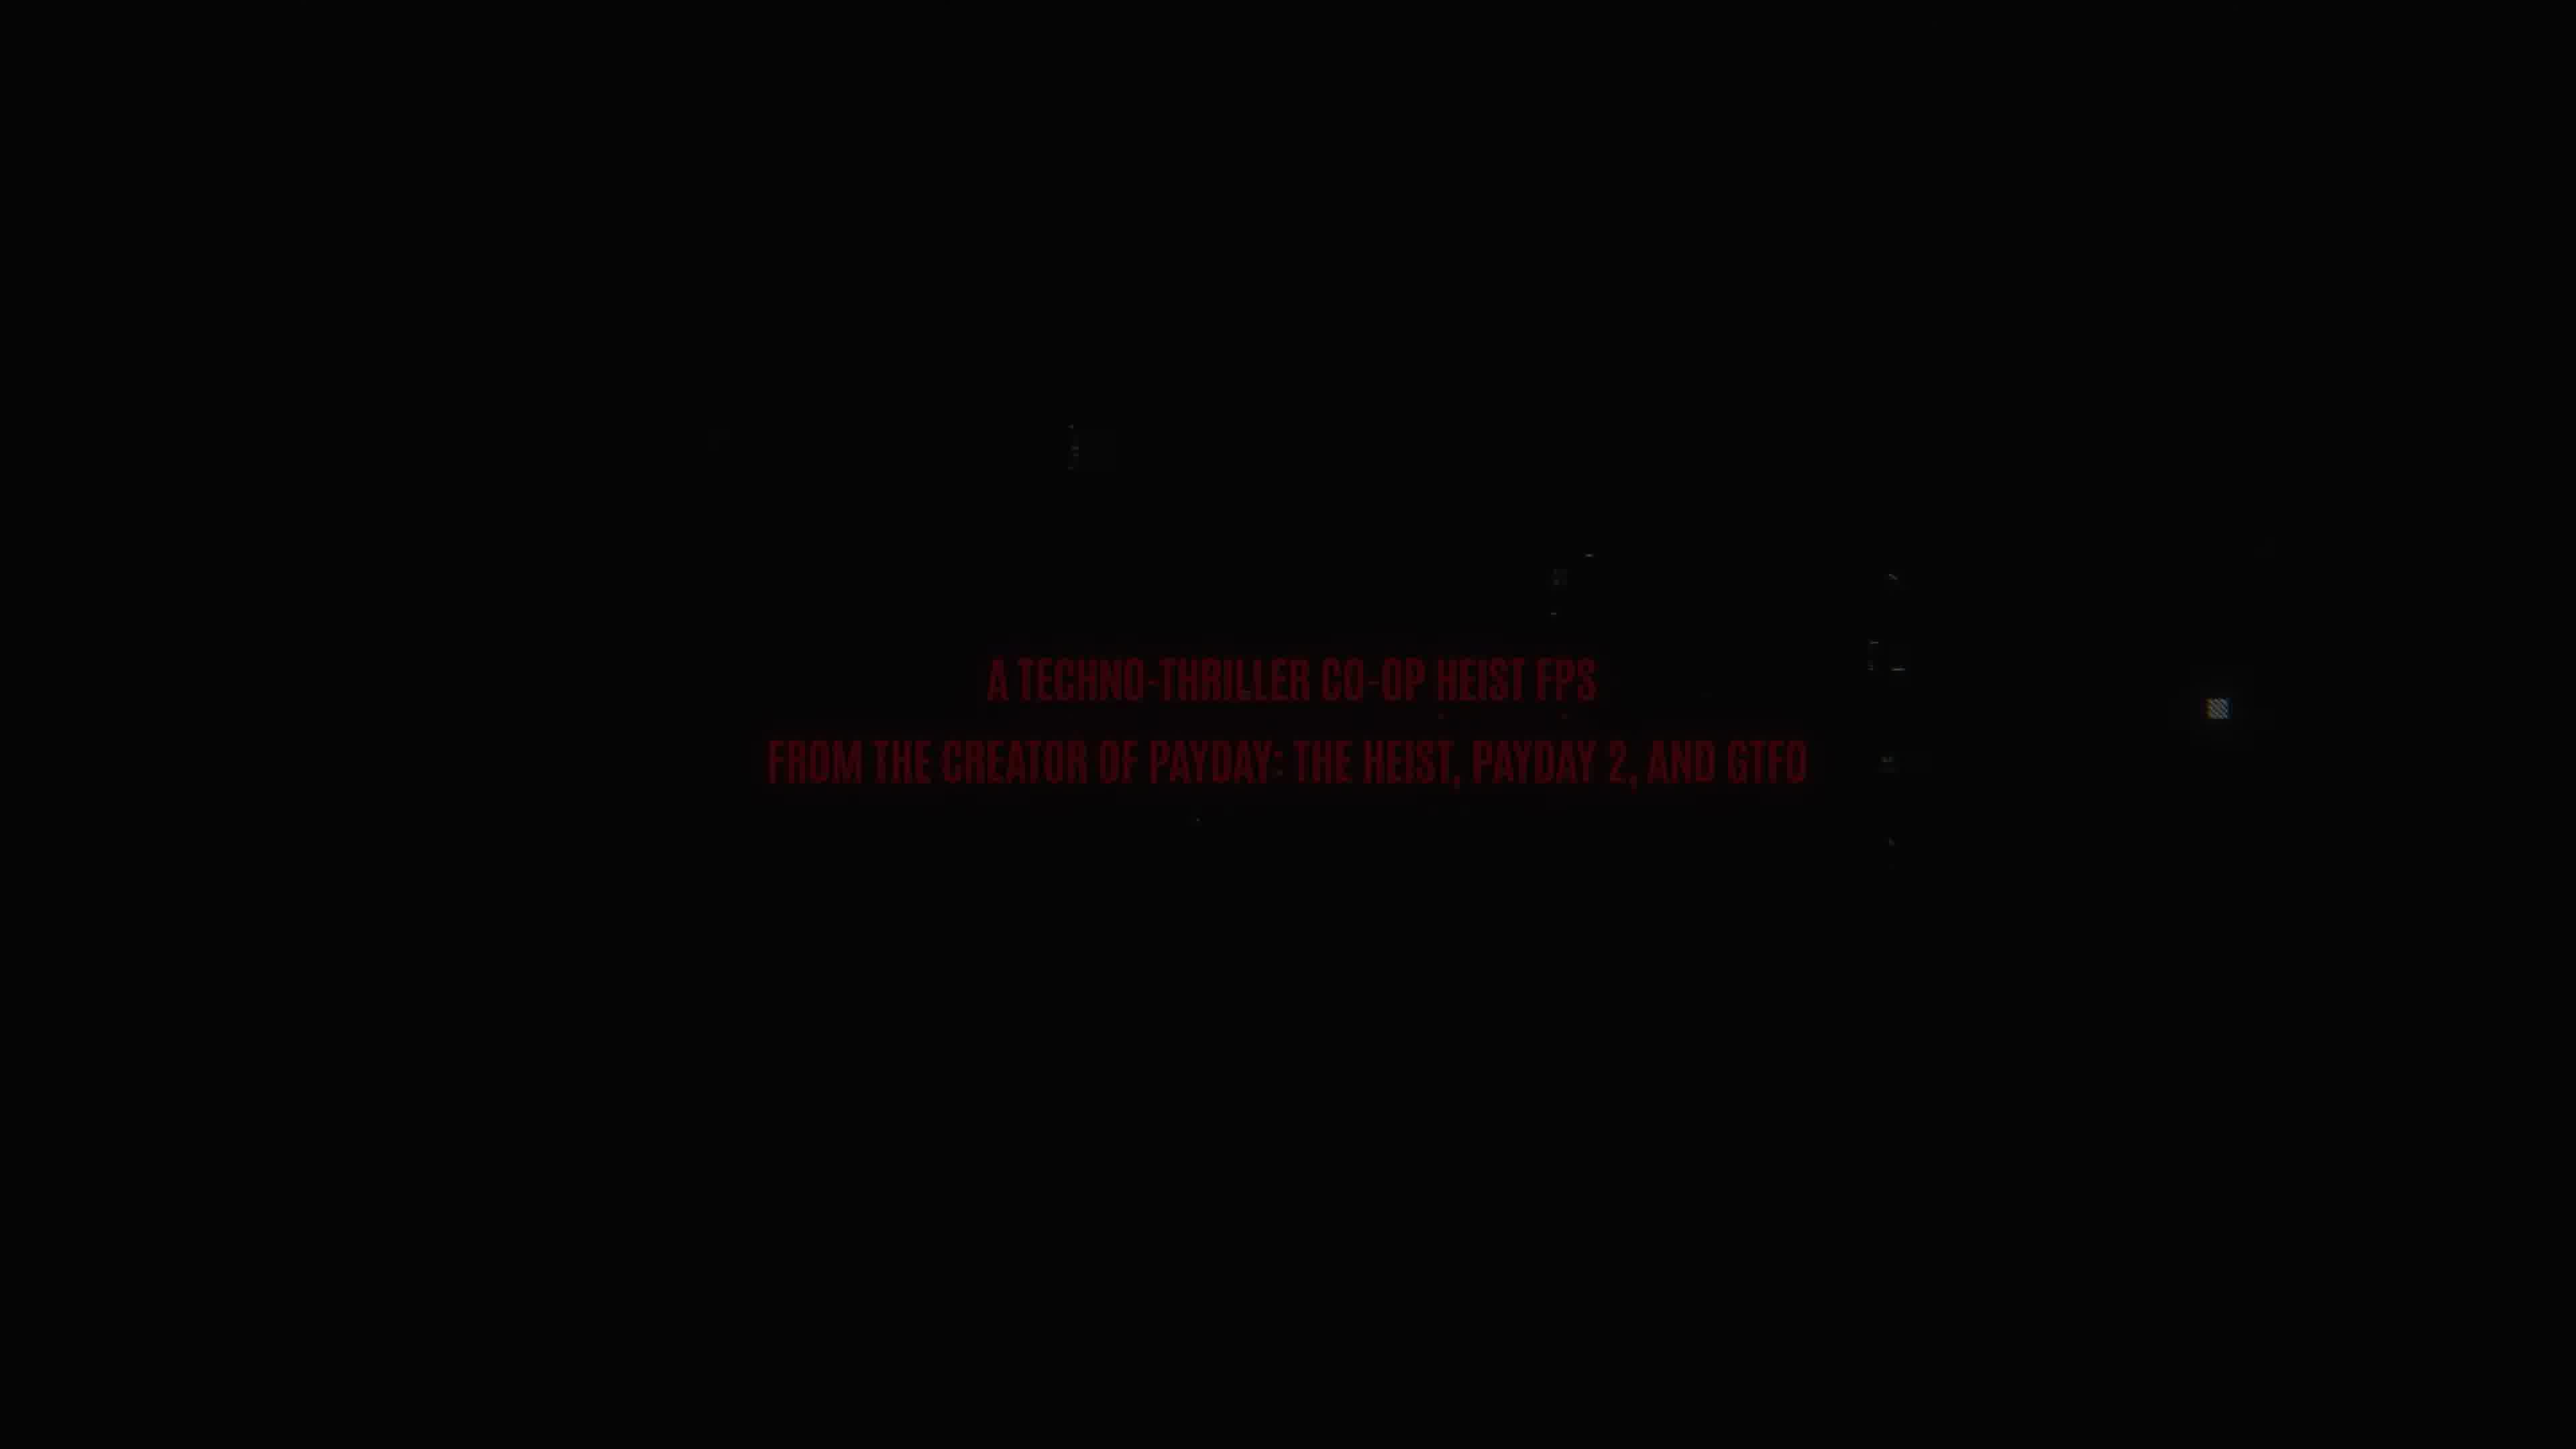 A TECHNO-THRILLER CO-OP HEIST FPS
FROM THE CREATOR OF PAYDAY: THE HEIST, PAYDAY 2, AND GTFO